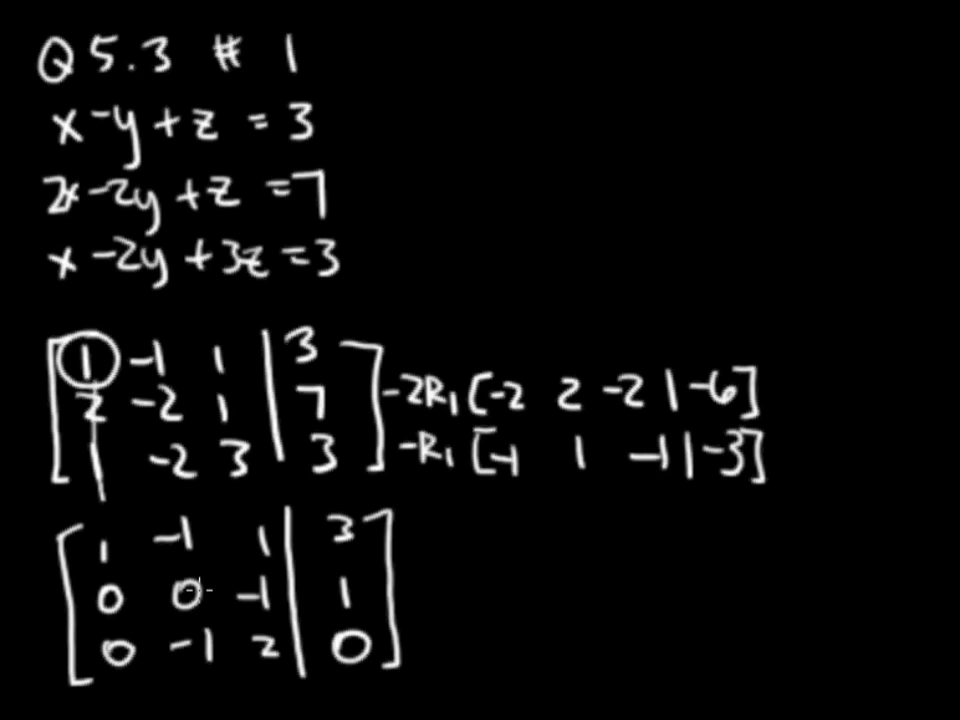 Q 5.3 # 1
x - y + z = 3
2x - 2y + z = 7
x - 2y + 3z = 3
[ 1 -1 1 | 3 ]
[ 2 -2 1 | 7 ] -2R1 [-2 2 -2 | -6]
[ 1 -2 3 | 3 ] -R1 [-1 1 -1 | -3]
[ 1 -1 1 | 3 ]
[ 0 0 -1 | 1 ]
[ 0 -1 2 | 0 ]